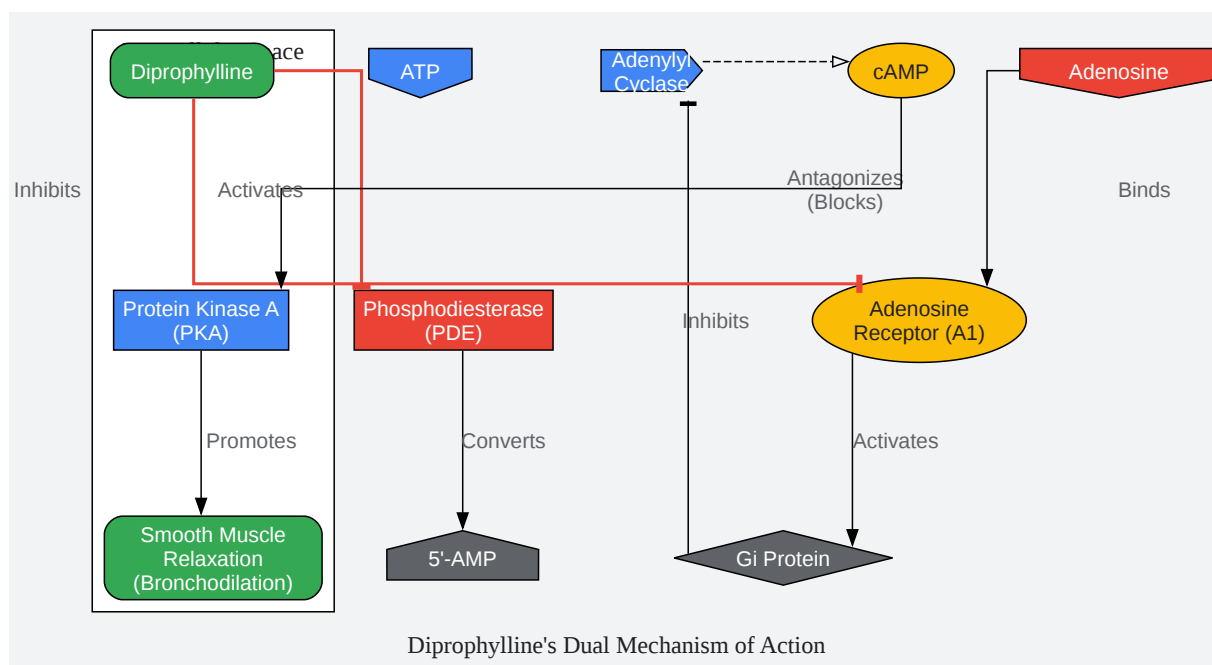 ace
Diprophylline
ATP
Adenylyl
Cyclase
cAMP
Adenosine
Inhibits
Activates
Antagonizes
(Blocks)
Binds
Protein Kinase A
(PKA)
Phosphodiesterase
(PDE)
Inhibits
Adenosine
Receptor (A1)
Promotes
Converts
Activates
Smooth Muscle
Relaxation
(Bronchodilation)
5'-AMP
Gi Protein
Diprophylline's Dual Mechanism of Action